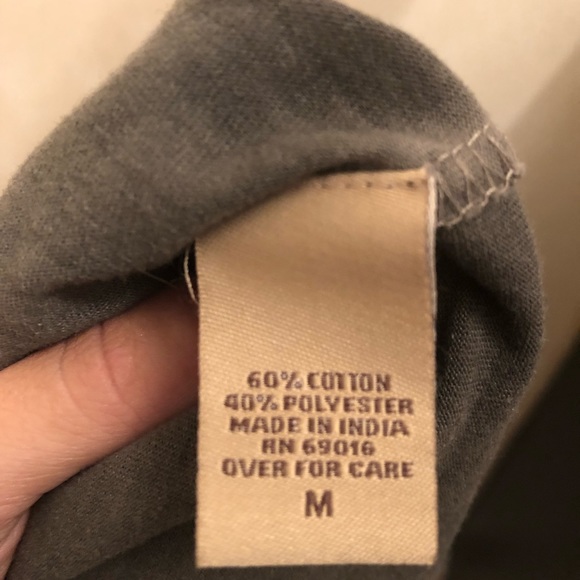 60% COTTON
40% POLYESTER
MADE IN INDIA
RN 69016
OVER FOR CARE
M